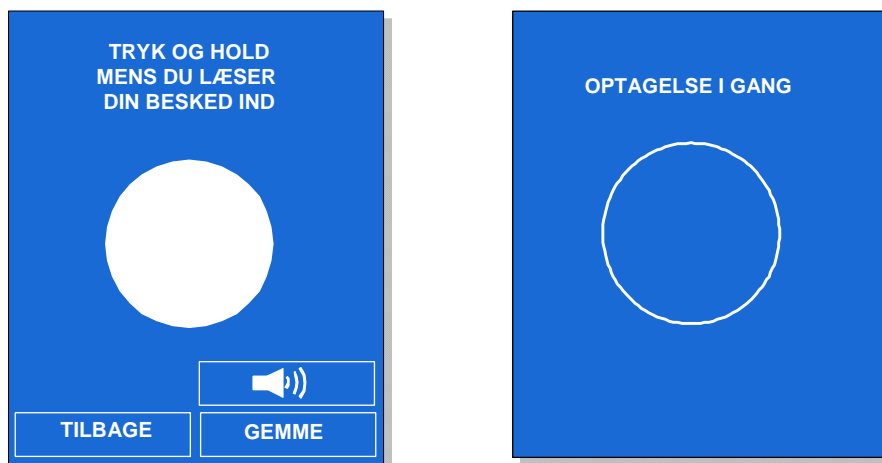 TRYK OG HOLD
MENS DU LÆSER
DIN BESKED IND
TILBAGE
GEMME
OPTAGELSE I GANG